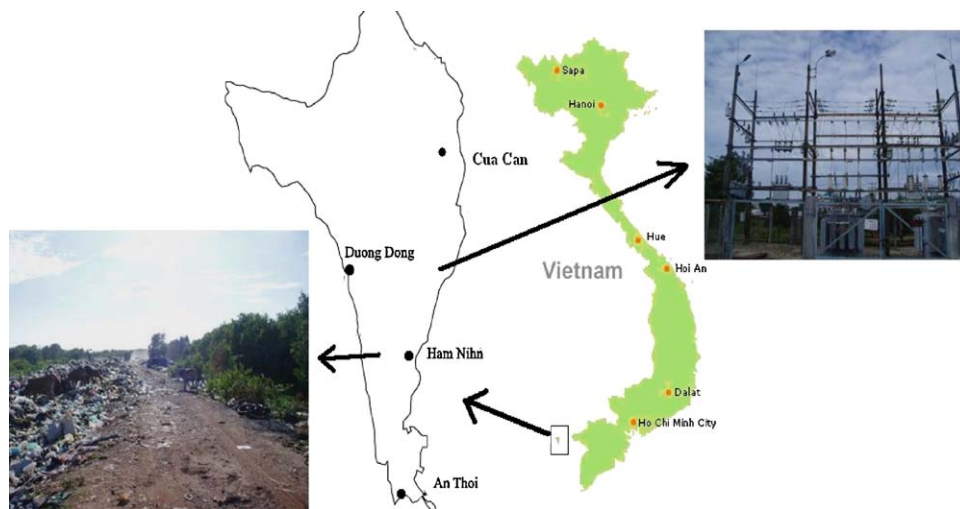 Sapa
Hanoi
Cua Can
Hue
Duong Dong
Vietnam
Hoi An
Ham Nihn
Dalat
Ho Chi Minh City
An Thoi